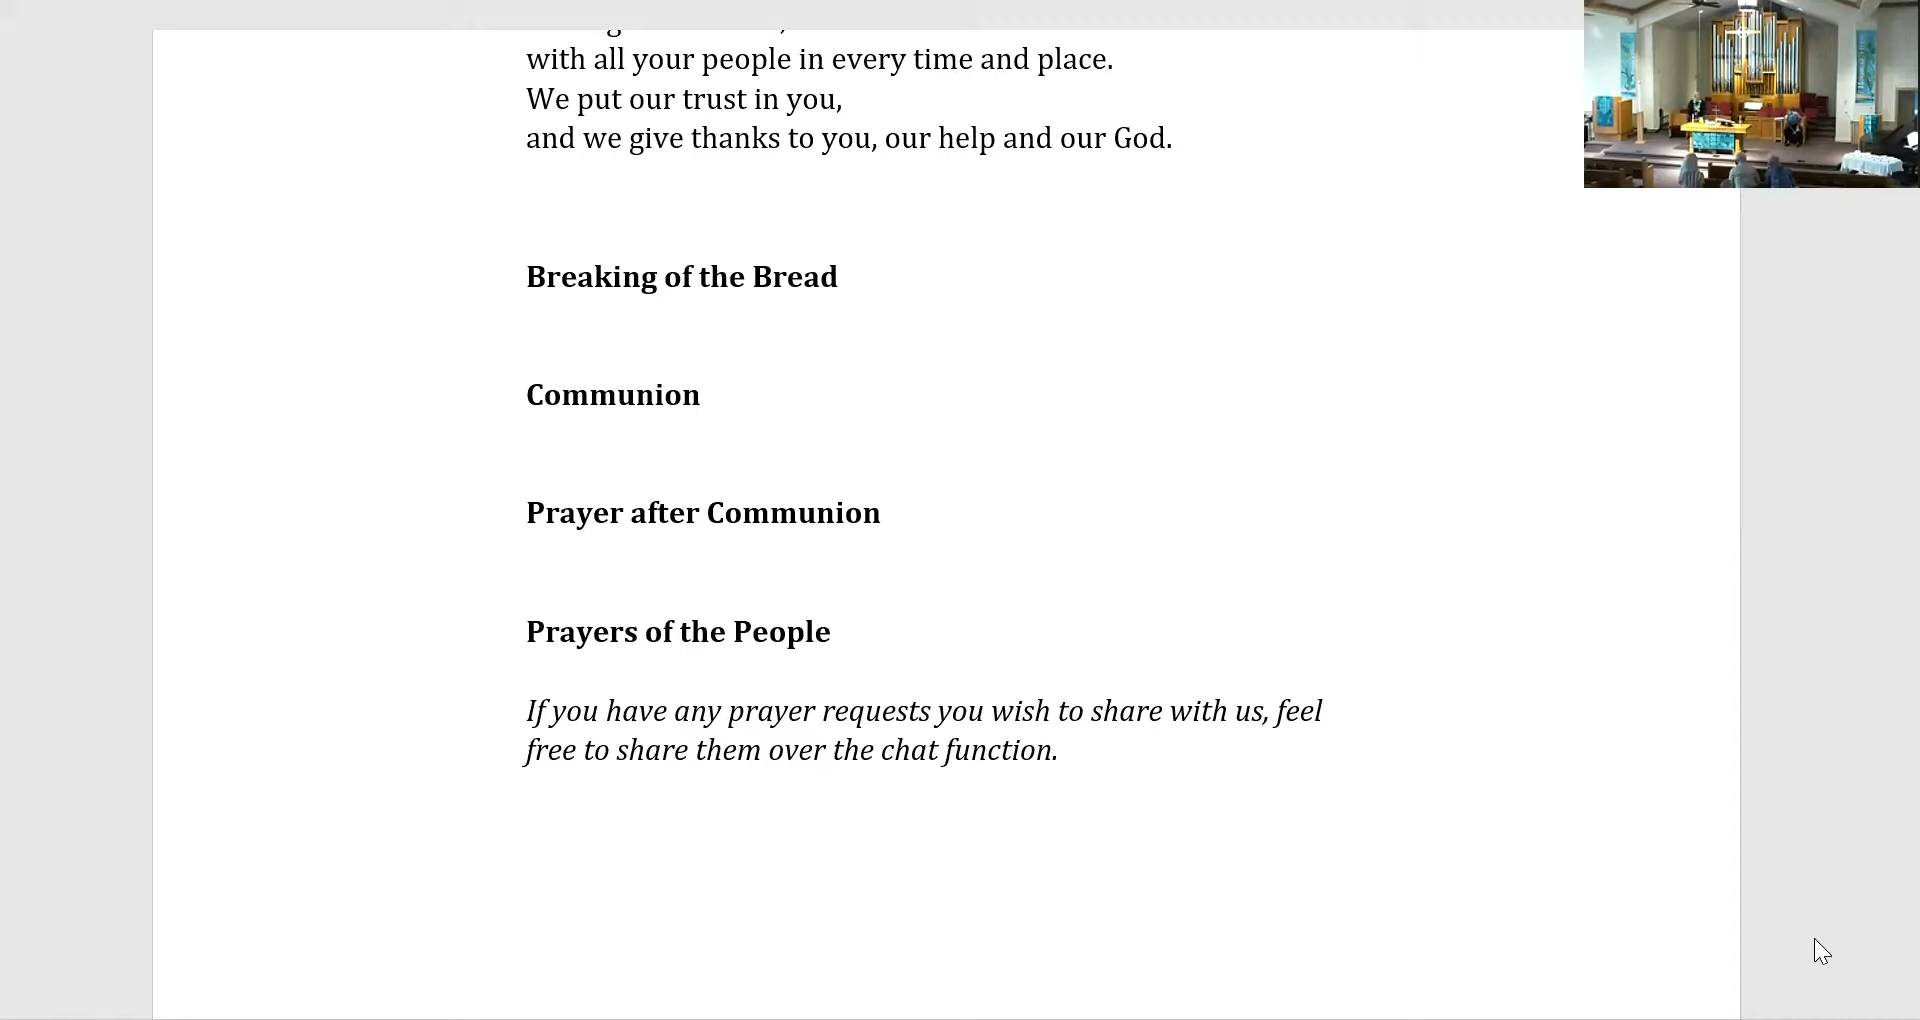 with all your people in every time and place.
We put our trust in you,
and we give thanks to you, our help and our God.
Breaking of the Bread
Communion
Prayer after Communion
Prayers of the People
If you have any prayer requests you wish to share with us, feel
free to share them over the chat function.